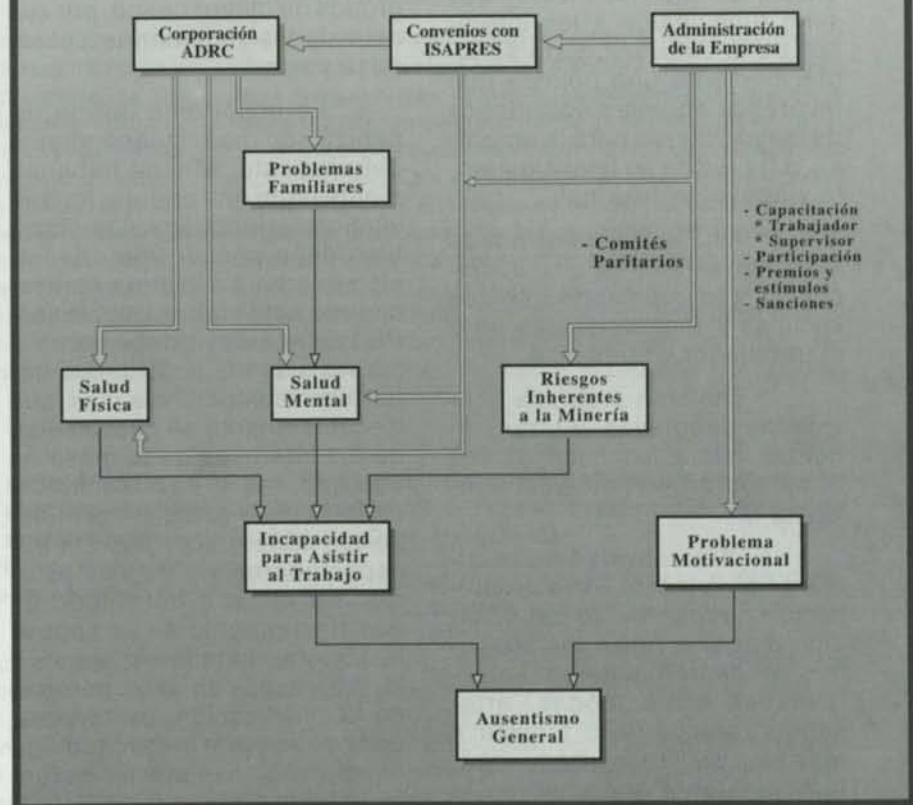 Corporación
ADRC
Convenios con
ISAPRES
Administración
de la Empresa
Problemas
Familiares
- Comités
Paritarios
- Capacitación
* Trabajador
* Supervisor
- Participación
- Premios y
estímulos
- Sanciones
Salud
Física
Salud
Mental
Riesgos
Inherentes
a la Minería
Incapacidad
para Asistir
al Trabajo
Problema
Motivacional
Ausentismo
General